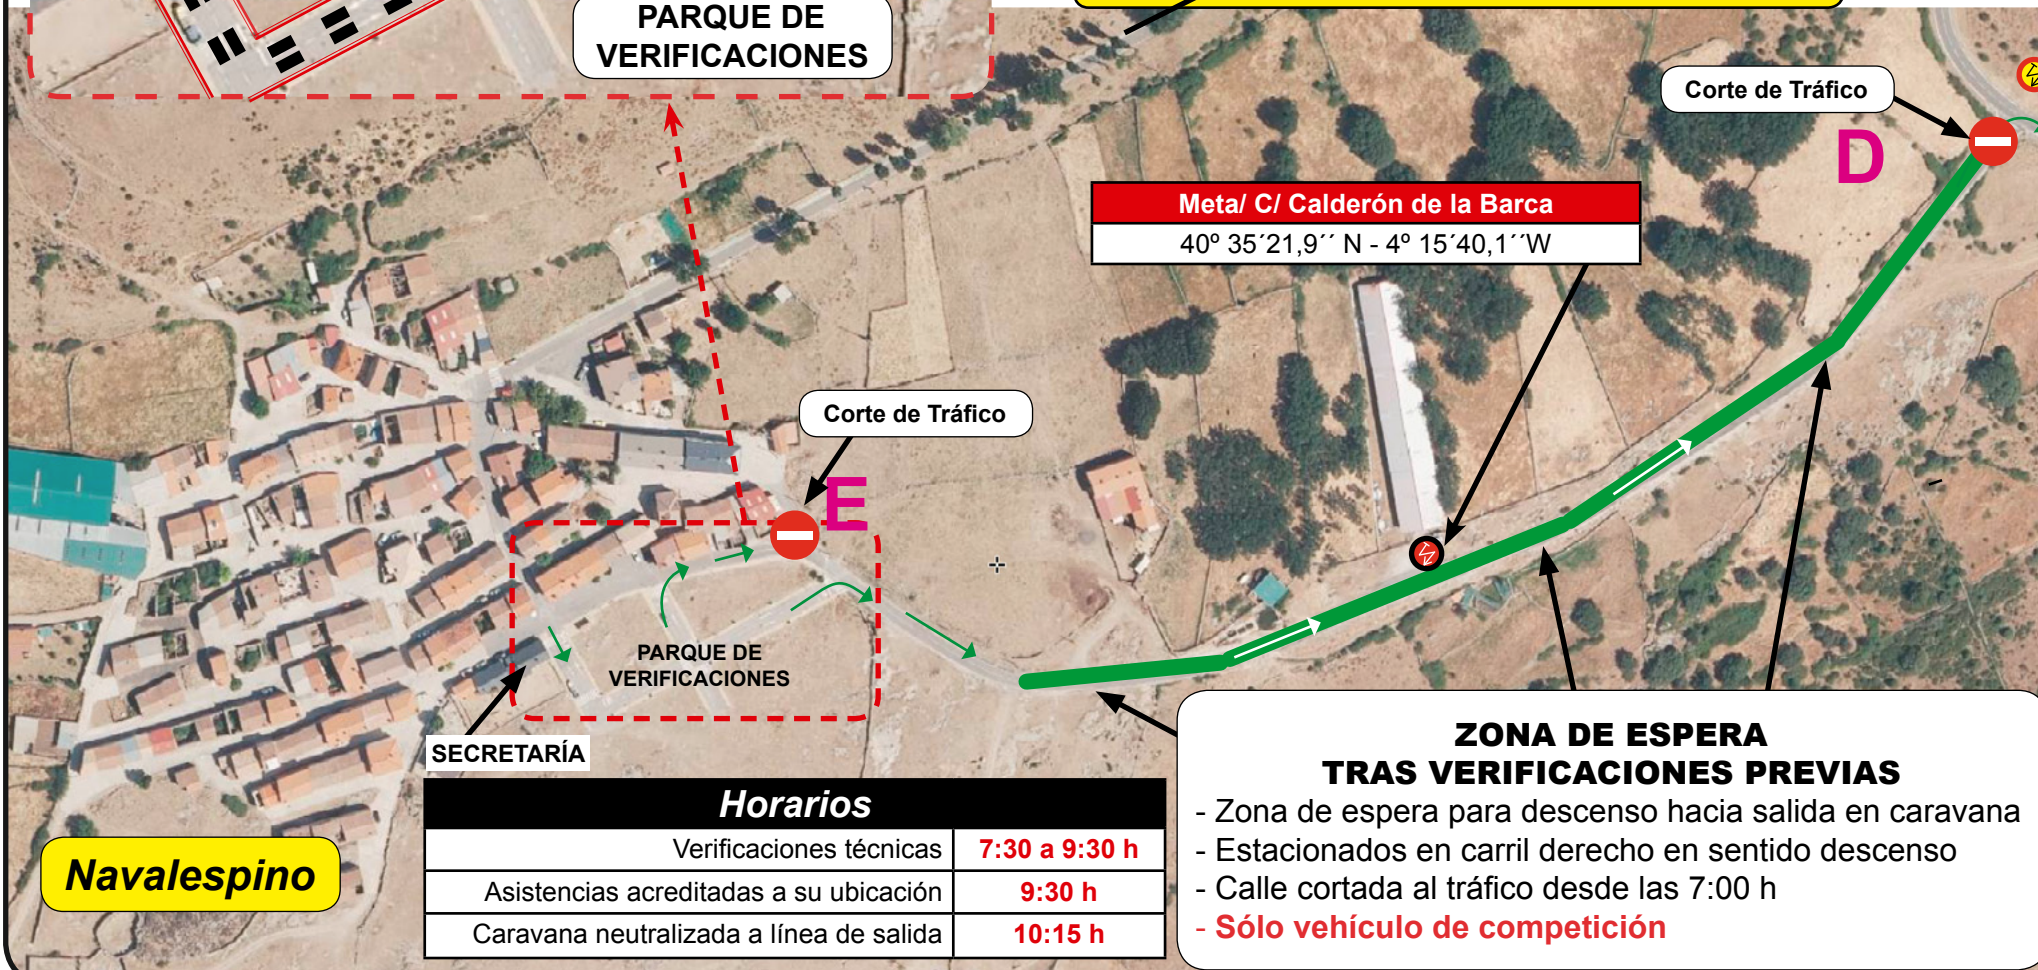 PARQUE DE
VERIFICACIONES
Corte de Tráfico
D
Meta/ C/ Calderón de la Barca
40º 35´21,9´´ N - 4º 15´40,1´´W
Corte de Tráfico
E
PARQUE DE
VERIFICACIONES
SECRETARÍA
Horarios
Verificaciones técnicas 7:30 a 9:30 h
Asistencias acreditadas a su ubicación 9:30 h
Caravana neutralizada a línea de salida 10:15 h
Navalespino
ZONA DE ESPERA
TRAS VERIFICACIONES PREVIAS
- Zona de espera para descenso hacia salida en caravana
- Estacionados en carril derecho en sentido descenso
- Calle cortada al tráfico desde las 7:00 h
- Sólo vehículo de competición